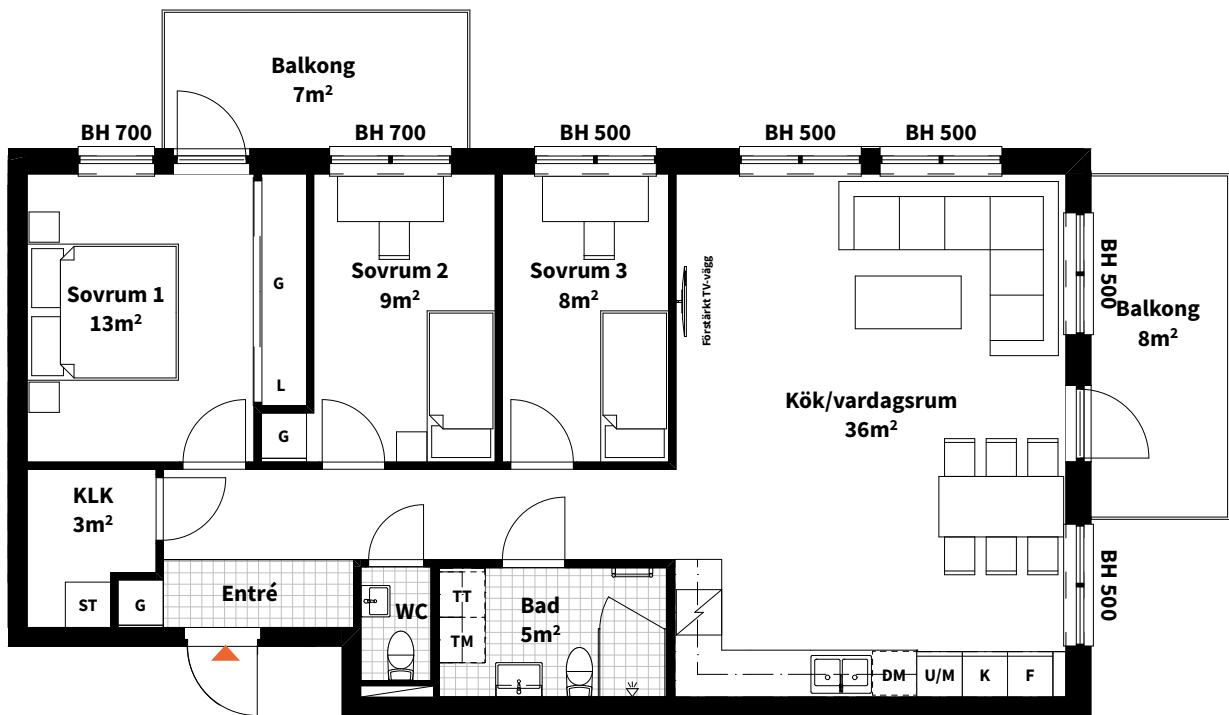 Balkong
7m²
BH 700
BH 700
BH 500
BH 500
BH 500
Sovrum 1
13m²
G
L
G
Sovrum 2
9m²
Sovrum 3
8m²
Förstärkt TV-vägg
BH 500
Balkong
8m²
Kök/vardagsrum
36m²
KLK
3m²
ST
G
Entré
WC
TT
TM
Bad
5m²
BH 500
DM
U/M
K
F